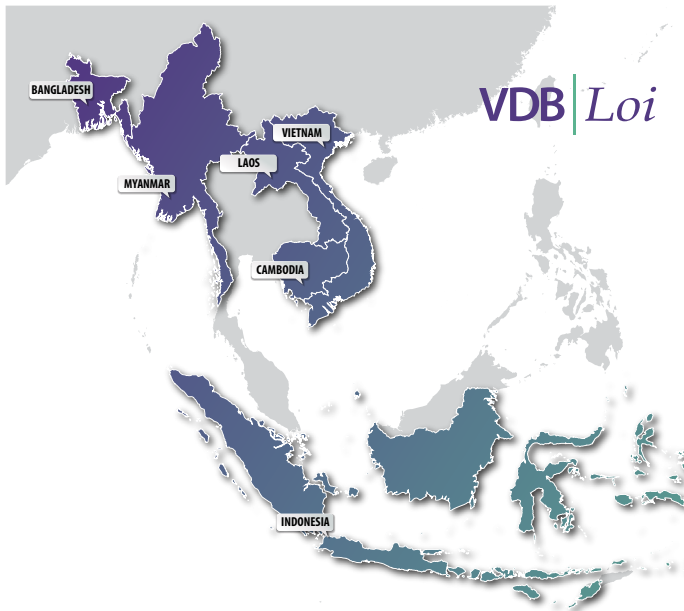 BANGLADESH
VDB | Loi
VIETNAM
LAOS
MYANMAR
CAMBODIA
INDONESIA